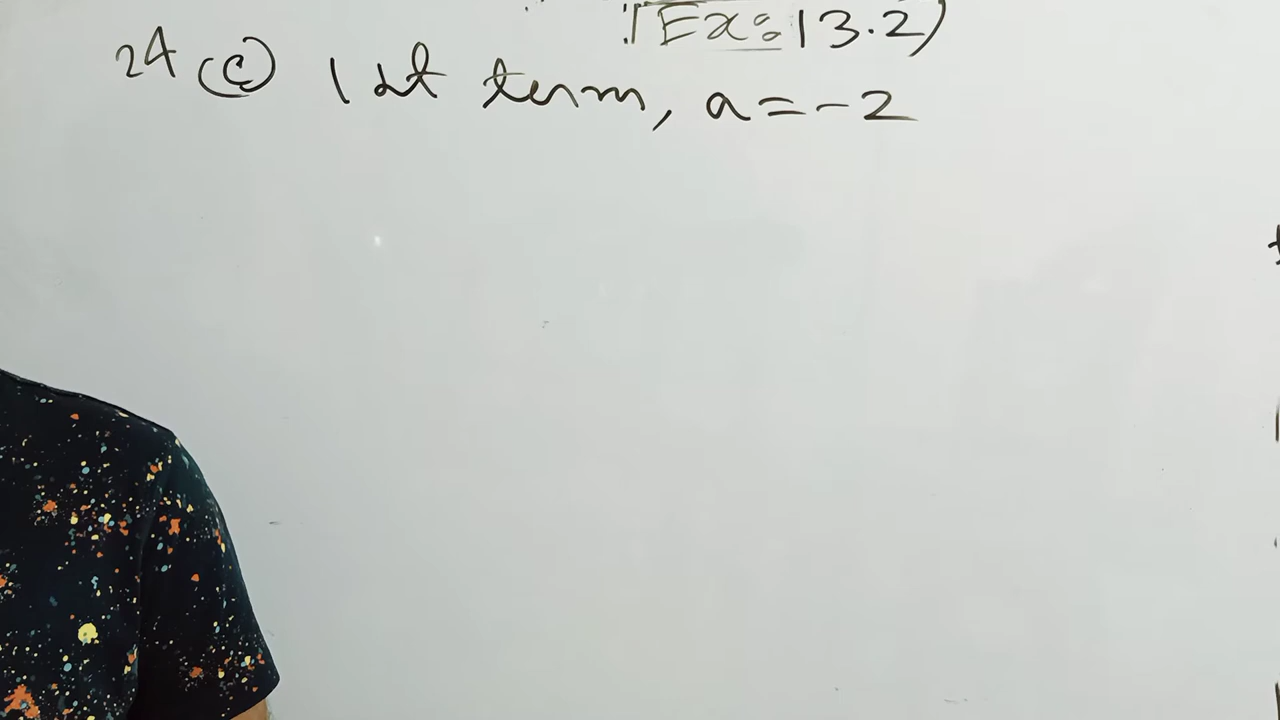 Ex: 13.2)
24 (c) 1st term, a = -2